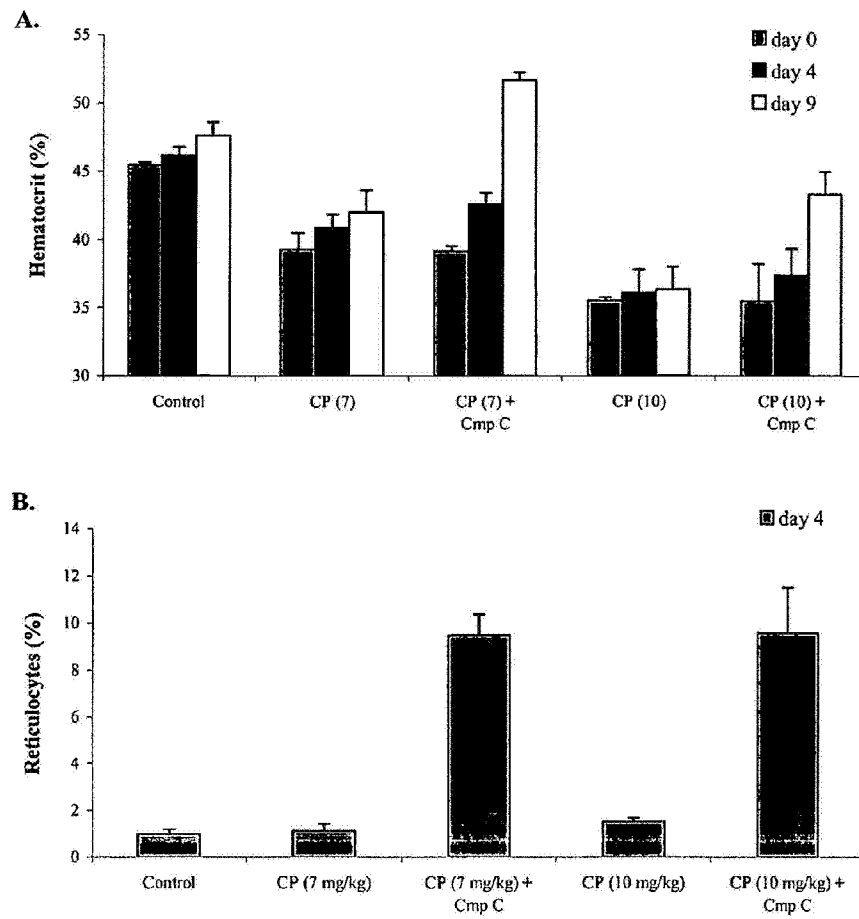 A.
55
50
45
40
35
30
Hematocrit (%)
day 0
day 4
day 9
Control
CP (7)
CP (7) +
Cmp C
CP (10)
CP (10) +
Cmp C
B.
14
12
10
8
6
4
2
0
Reticulocytes (%)
day 4
Control
CP (7 mg/kg)
CP (7 mg/kg) +
Cmp C
CP (10 mg/kg)
CP (10 mg/kg) +
Cmp C